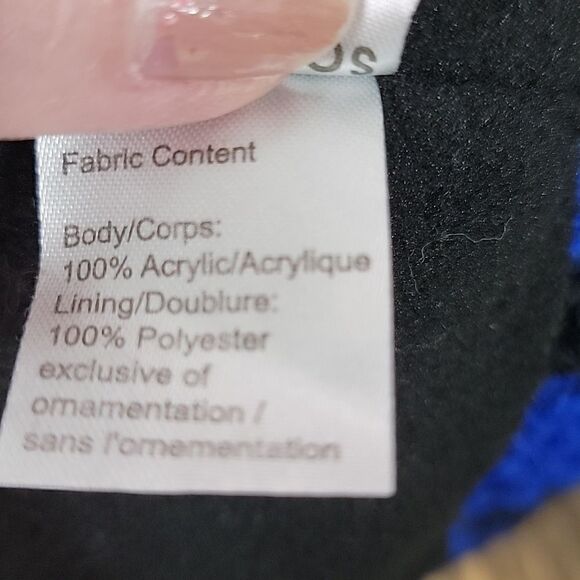 Fabric Content
Body/Corps:
100% Acrylic/Acrylique
Lining/Doublure:
100% Polyester
exclusive of
ornamentation /
sans l'ornementation